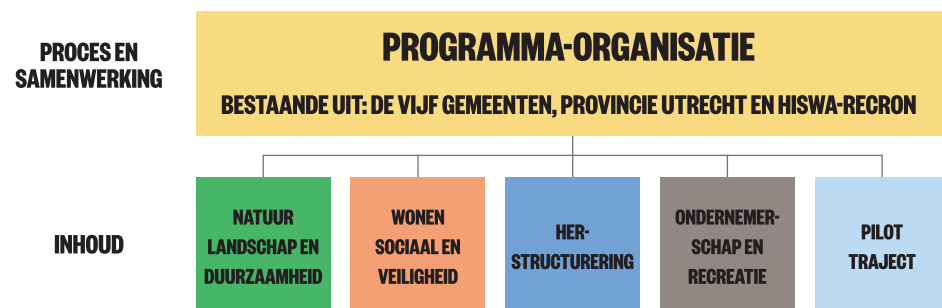 PROCES EN
SAMENWERKING
PROGRAMMA-ORGANISATIE
BESTAANDE UIT: DE VIJF GEMEENTEN, PROVINCIE UTRECHT EN HISWA-RECRON
INHOUD
NATUUR
LANDSCHAP EN
DUURZAAMHEID
WONEN
SOCIAAL EN
VEILIGHEID
HER-
STRUCTURERING
ONDERNEMER-
SCHAP EN
RECREATIE
PILOT
TRAJECT